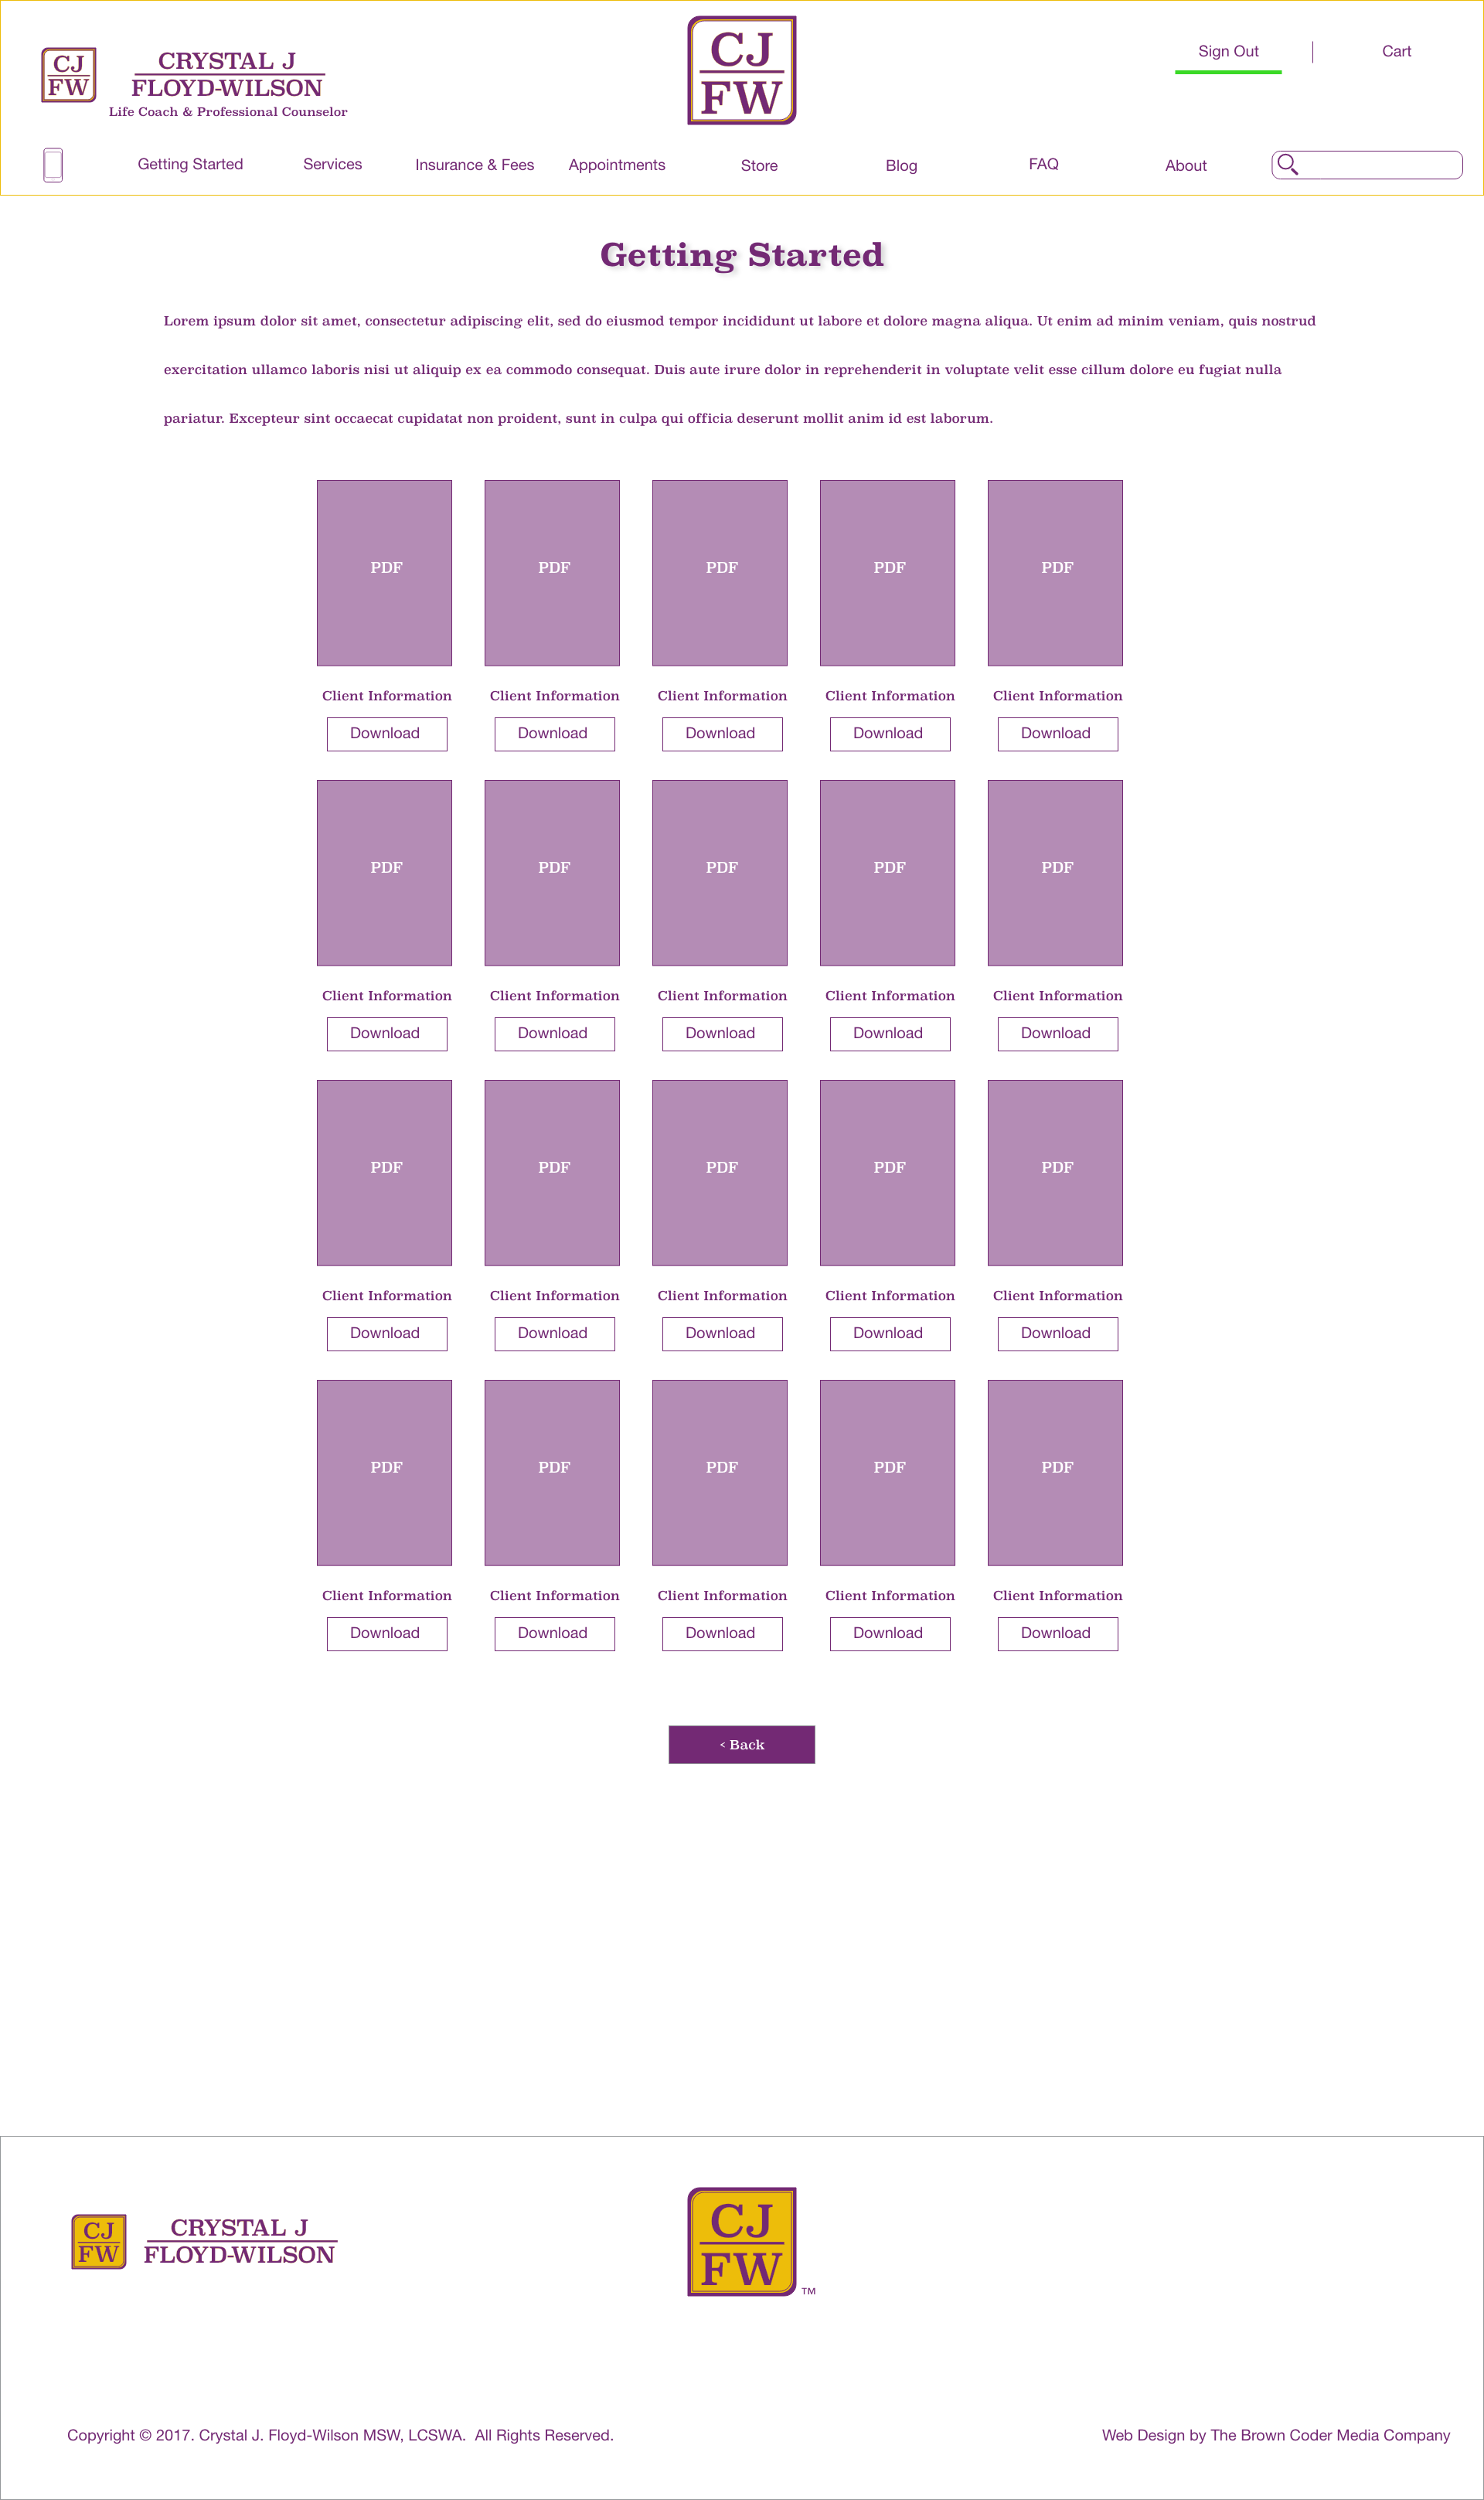 CJ
FW
CRYSTAL J
FLOYD-WILSON
Life Coach & Professional Counselor
CJ
FW
Sign Out
Cart
Getting Started
Services
Insurance & Fees
Appointments
Store
Blog
FAQ
About
Getting Started
Lorem ipsum dolor sit amet, consectetur adipiscing elit, sed do eiusmod tempor incididunt ut labore et dolore magna aliqua. Ut enim ad minim veniam, quis nostrud
exercitation ullamco laboris nisi ut aliquip ex ea commodo consequat. Duis aute irure dolor in reprehenderit in voluptate velit esse cillum dolore eu fugiat nulla
pariatur. Excepteur sint occaecat cupidatat non proident, sunt in culpa qui officia deserunt mollit anim id est laborum.
PDF PDF PDF PDF PDF
Client Information Client Information Client Information Client Information Client Information
Download Download Download Download Download
PDF PDF PDF PDF PDF
Client Information Client Information Client Information Client Information Client Information
Download Download Download Download Download
PDF PDF PDF PDF PDF
Client Information Client Information Client Information Client Information Client Information
Download Download Download Download Download
PDF PDF PDF PDF PDF
Client Information Client Information Client Information Client Information Client Information
Download Download Download Download Download
< Back
CJ
FW
CRYSTAL J
FLOYD-WILSON
CJ
FW
TM
Copyright © 2017. Crystal J. Floyd-Wilson MSW, LCSWA.  All Rights Reserved.
Web Design by The Brown Coder Media Company